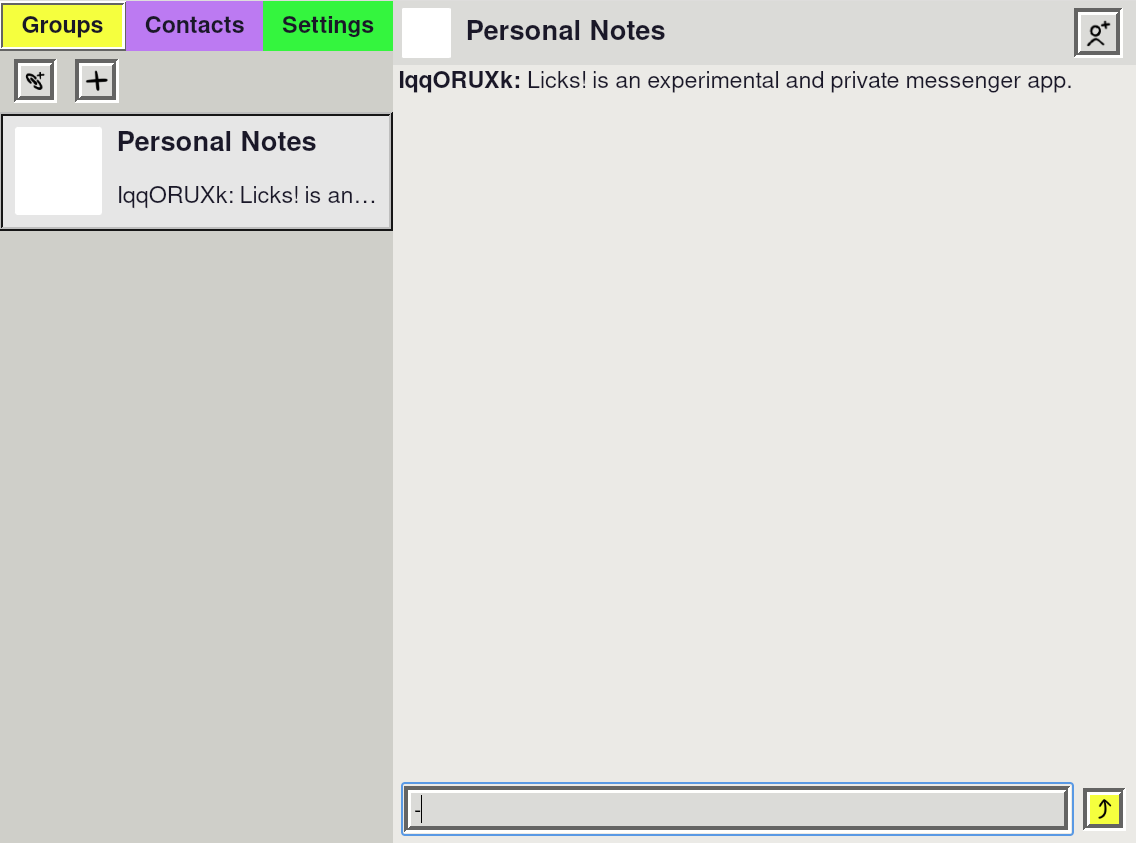 Groups Contacts Settings
Personal Notes
IqqORUXk: Licks! is an…
Personal Notes
IqqORUXk: Licks! is an experimental and private messenger app.
-